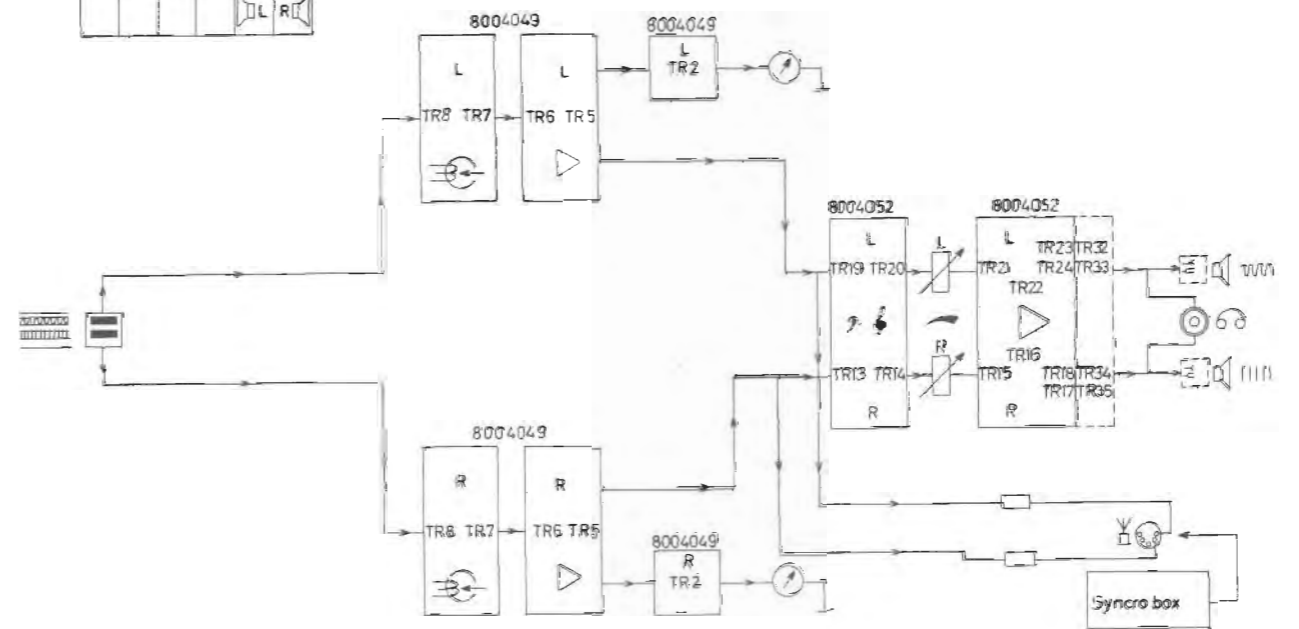 L R
8004049
8004049
L
TR2
L
L
TR8 TR7
TR6 TR5
8004052
8004052
L
L
L
TR23 TR32
TR19 TR20
TR21
TR24 TR33
TR22
TR16
R
TR13 TR14
TR15
TR18 TR34
TR17 TR35
R
R
8004049
R
R
TR8 TR7
TR6 TR5
8004049
R
TR2
Syncro box